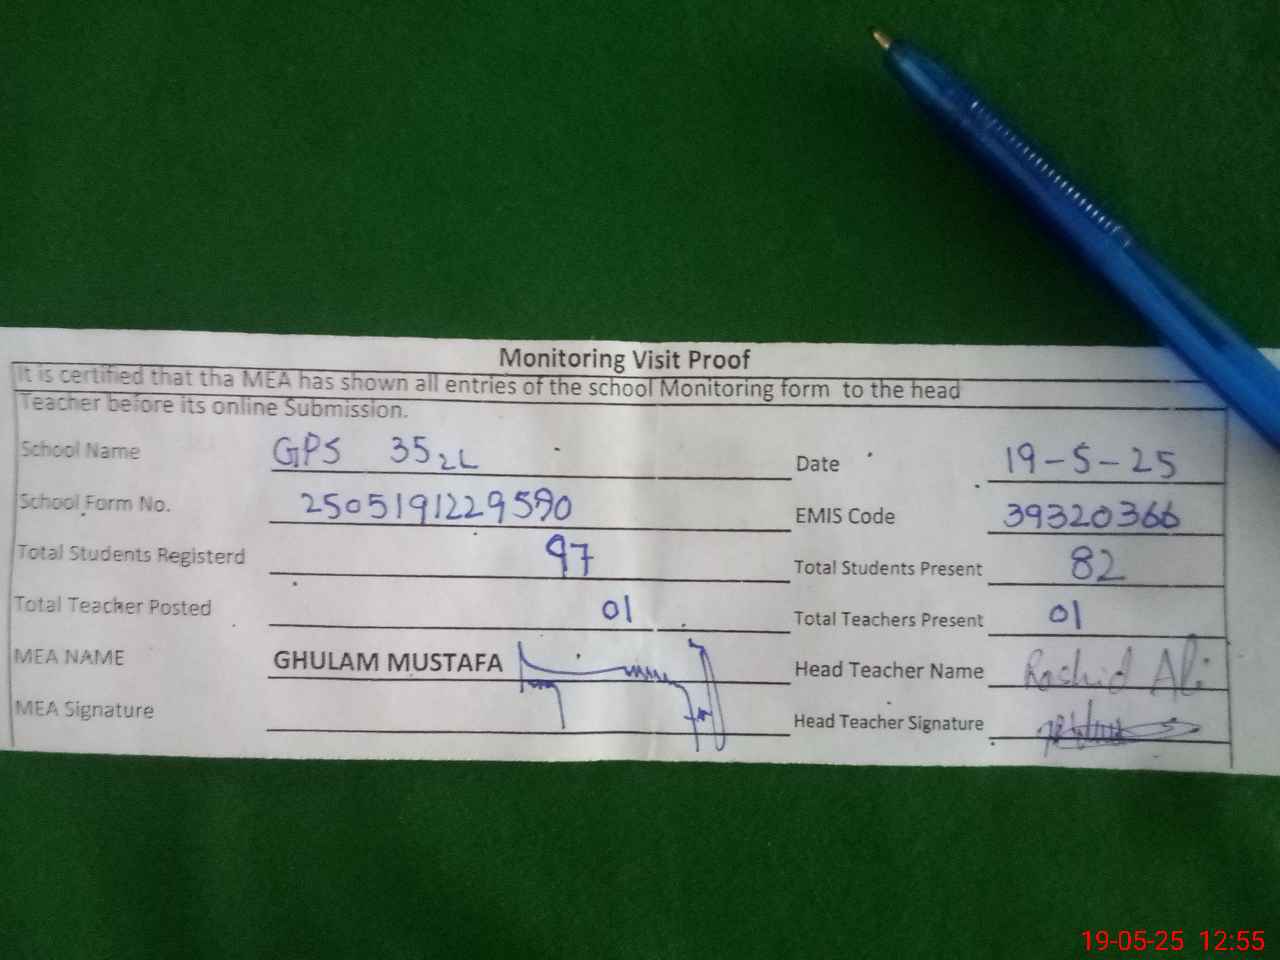 Monitoring Visit Proof
It is certified that tha MEA has shown all entries of the school Monitoring form to the head
Teacher before its online Submission.
School Name GPS 35 2L Date 19-5-25
School Form No. 2505191229590 EMIS Code 39320366
Total Students Registerd 97 Total Students Present 82
Total Teacher Posted 01 Total Teachers Present 01
MEA NAME GHULAM MUSTAFA Head Teacher Name Rashid Ali
MEA Signature Head Teacher Signature
19-05-25 12:55